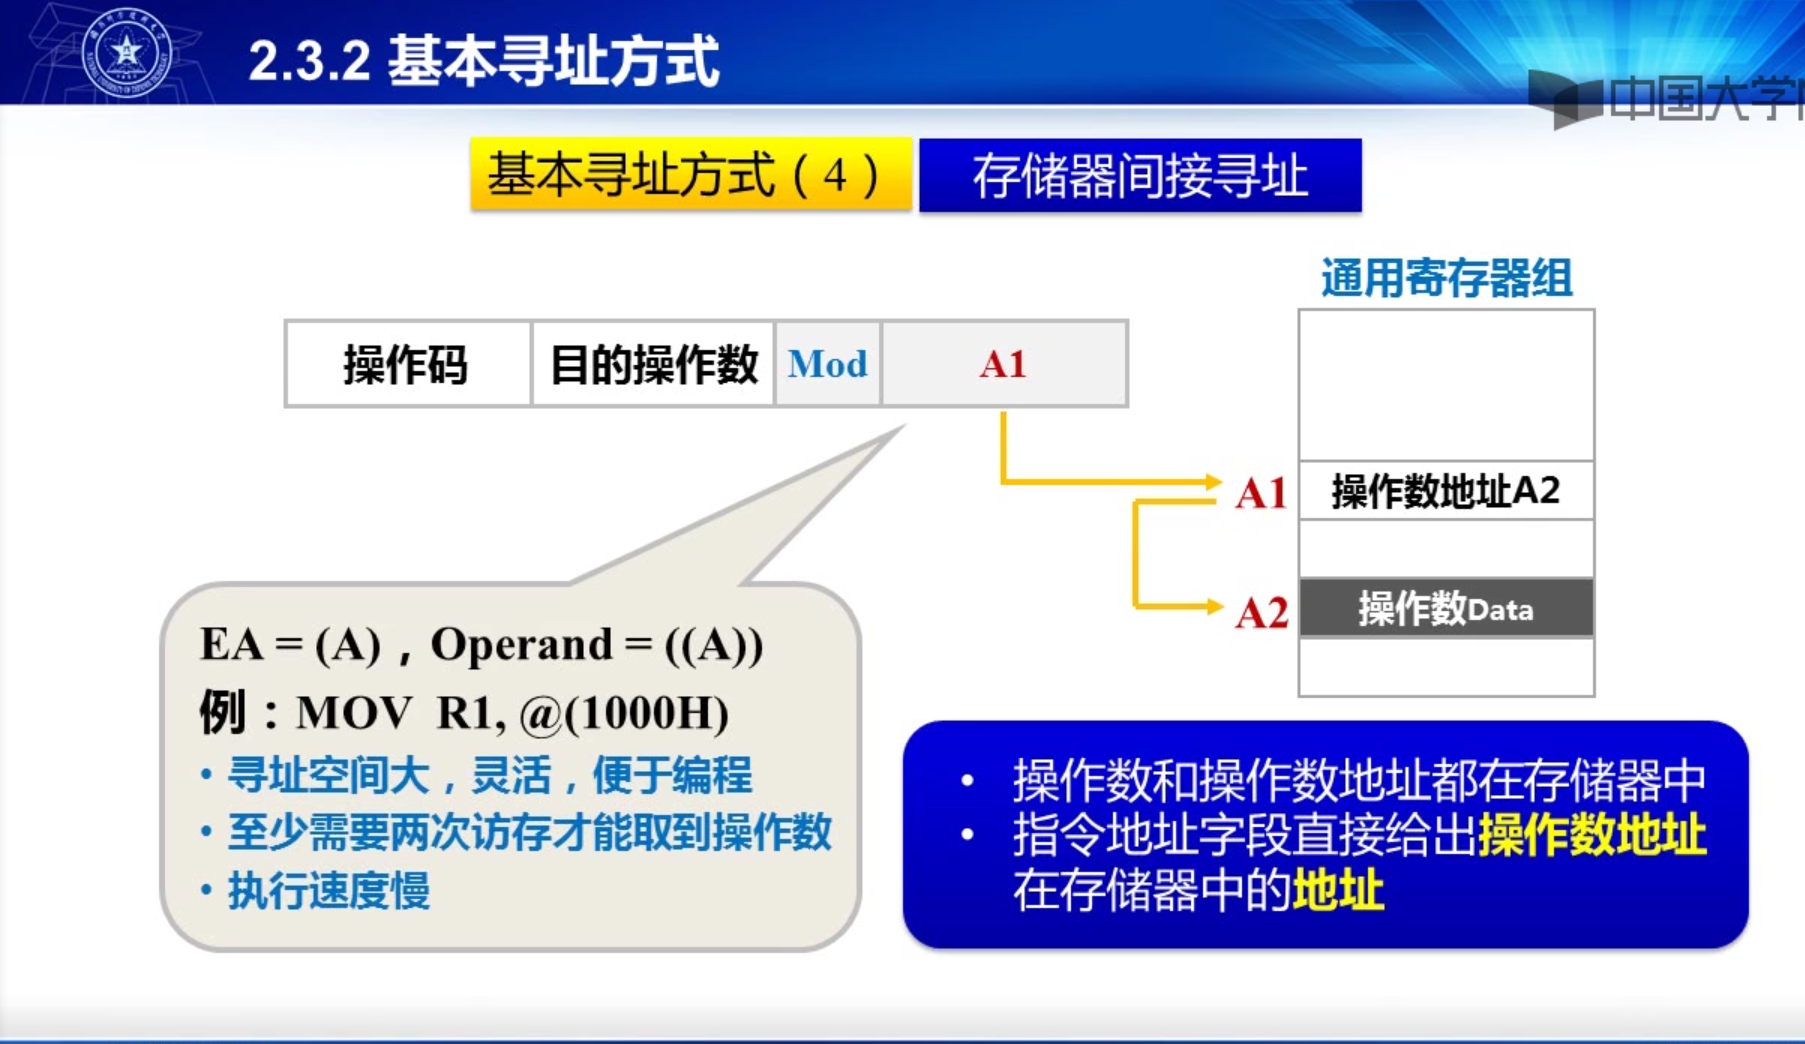 2.3.2 基本寻址方式
中国大学
基本寻址方式（4）
存储器间接寻址
通用寄存器组
操作码 目的操作数 Mod A1
A1 操作数地址A2
A2 操作数Data
EA = (A)，Operand = ((A))
例：MOV R1, @(1000H)
• 寻址空间大，灵活，便于编程
• 至少需要两次访存才能取到操作数
• 执行速度慢
• 操作数和操作数地址都在存储器中
• 指令地址字段直接给出操作数地址
在存储器中的地址